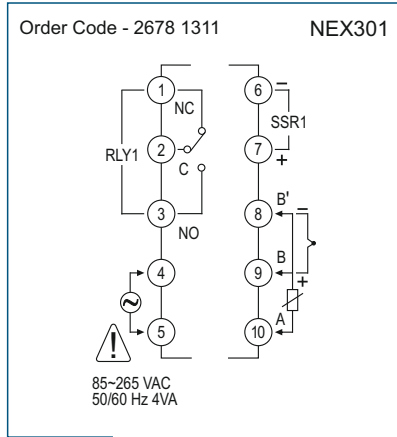 Order Code - 2678 1311
NEX301
1
NC
2
C
3
NO
RLY1
4
5
6
–
SSR1
7
+
8
B'
–
9
B
+
10
A
!
85~265 VAC
50/60 Hz 4VA